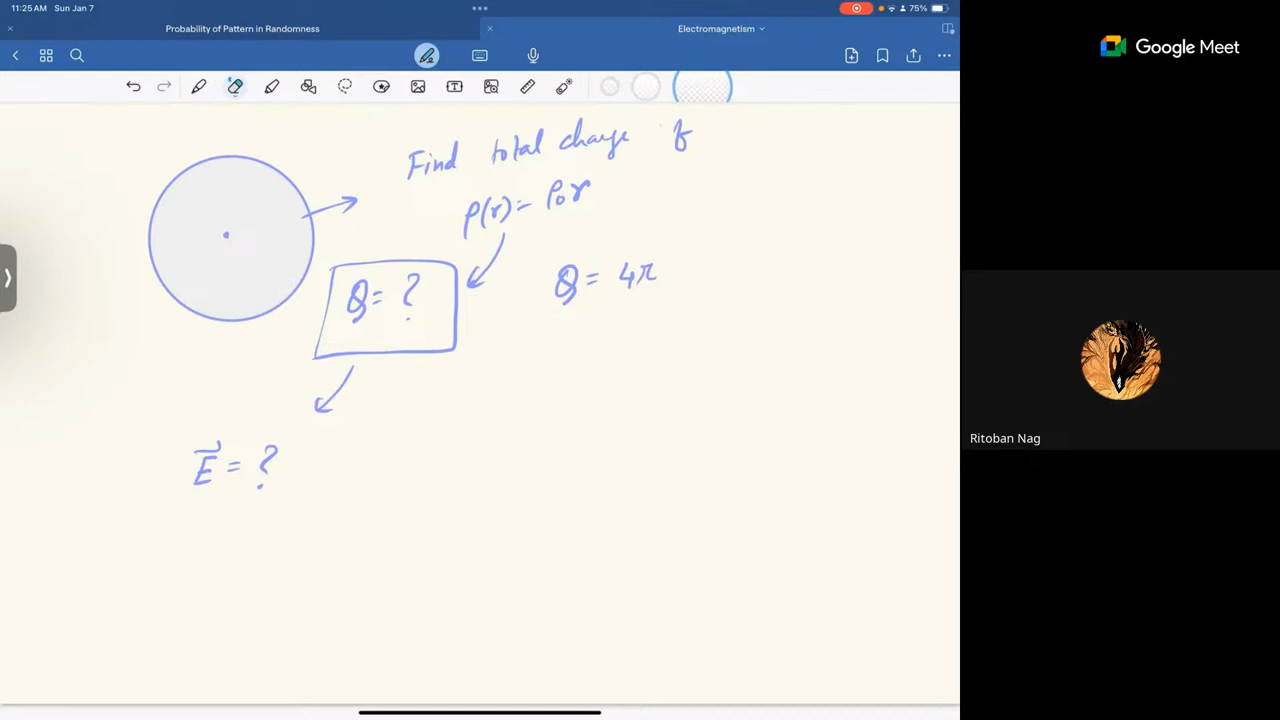 11:25 AM Sun Jan 7
75%
Probability of Pattern in Randomness
Electromagnetism
Google Meet
Find total charge of
ρ(r) = ρ₀r
Q = ?
Q = 4π
E⃗ = ?
Ritoban Nag